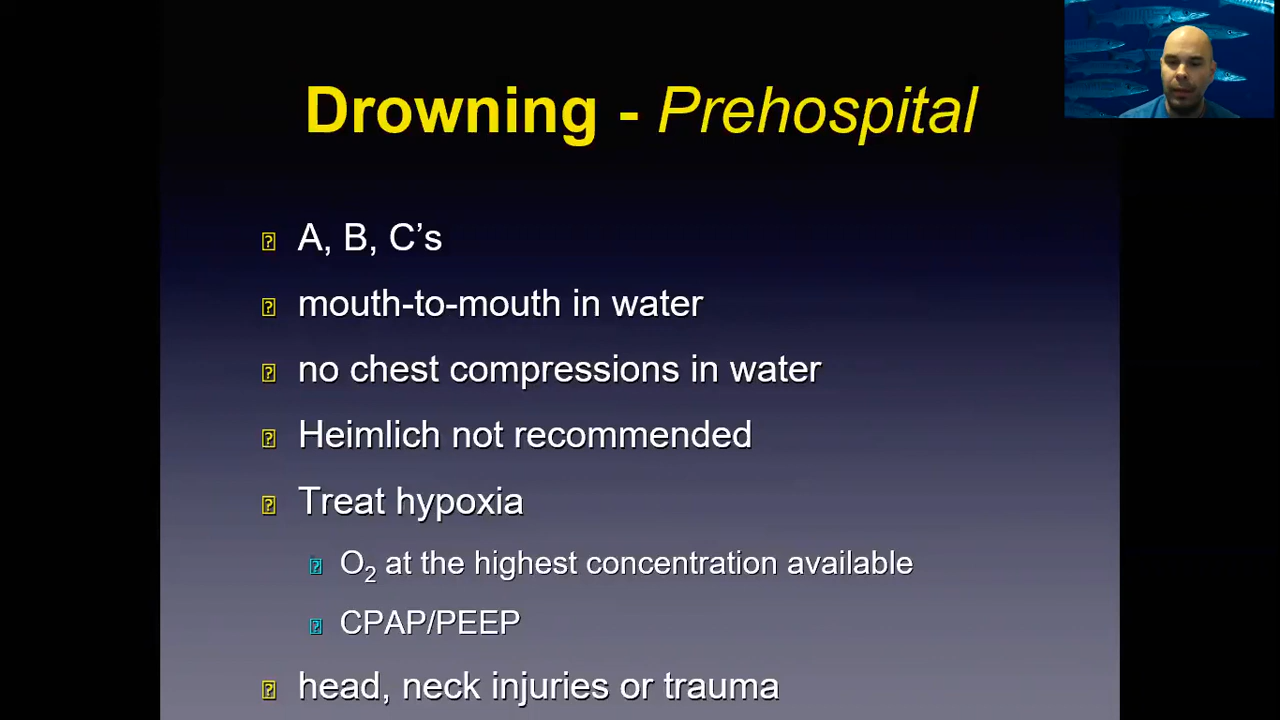 Drowning - Prehospital
A, B, C’s
mouth-to-mouth in water
no chest compressions in water
Heimlich not recommended
Treat hypoxia
O2 at the highest concentration available
CPAP/PEEP
head, neck injuries or trauma